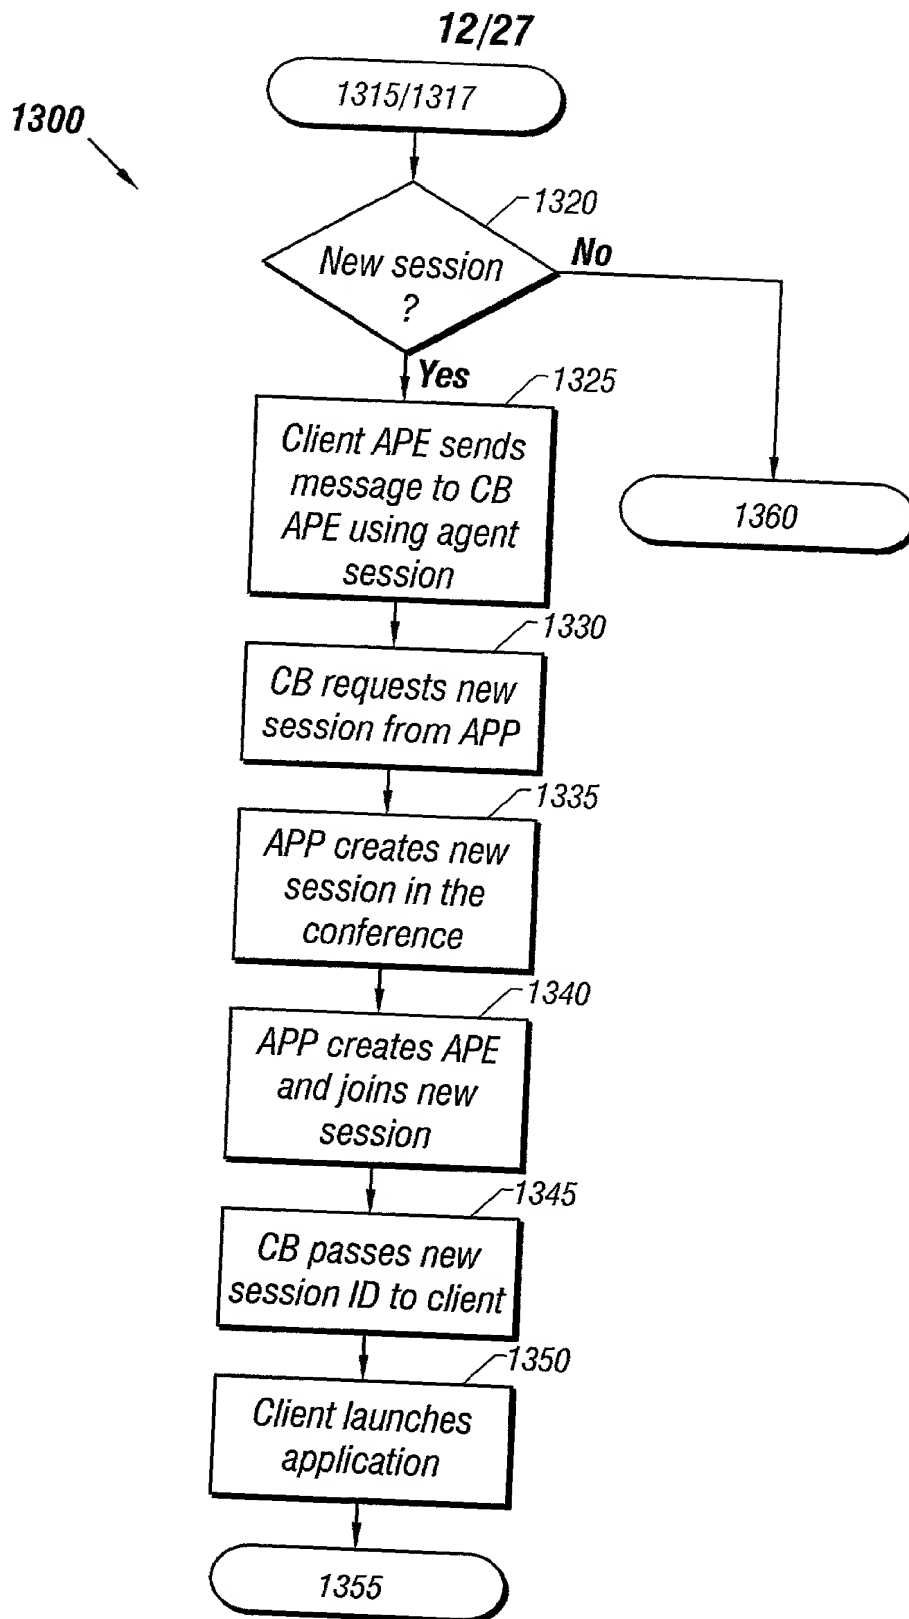 12/27
1315/1317
1300
1320
New session
?
No
Yes
1325
Client APE sends
message to CB
APE using agent
session
1360
1330
CB requests new
session from APP
1335
APP creates new
session in the
conference
1340
APP creates APE
and joins new
session
1345
CB passes new
session ID to client
1350
Client launches
application
1355